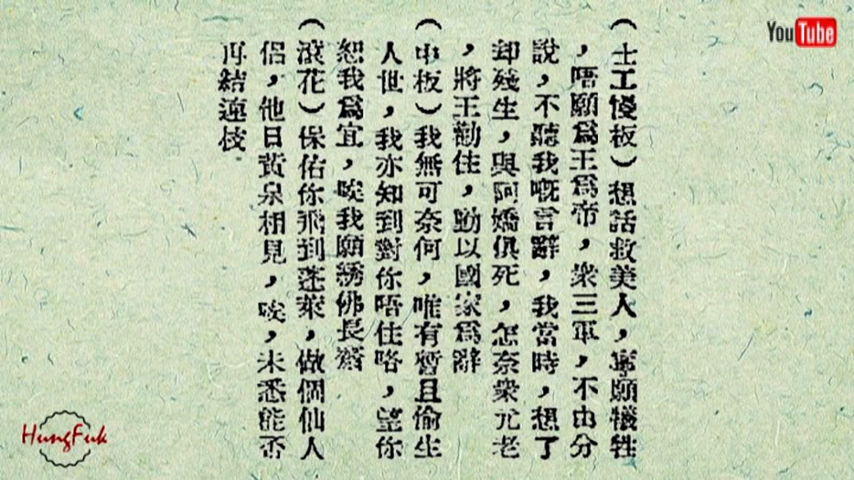 （士工慢板）想話救美人，寧願犧牲
，唔願爲王爲帝，衆三軍，不由分
說，不聽我嘅言辭，我當時，想了
却殘生，與阿嬌俱死，怎奈衆元老
，將王勸住，勸以國家爲辭
（中板）我無可奈何，唯有暫且偷生
人世，我亦知到對你唔住咯，望你
恕我爲宜，唉我願綉佛長齋
（滾花）保佑你飛到蓬萊，做個仙人
侶，他日黃泉相見，唉，未悉能否
再結連枝
YouTube
HungFuk